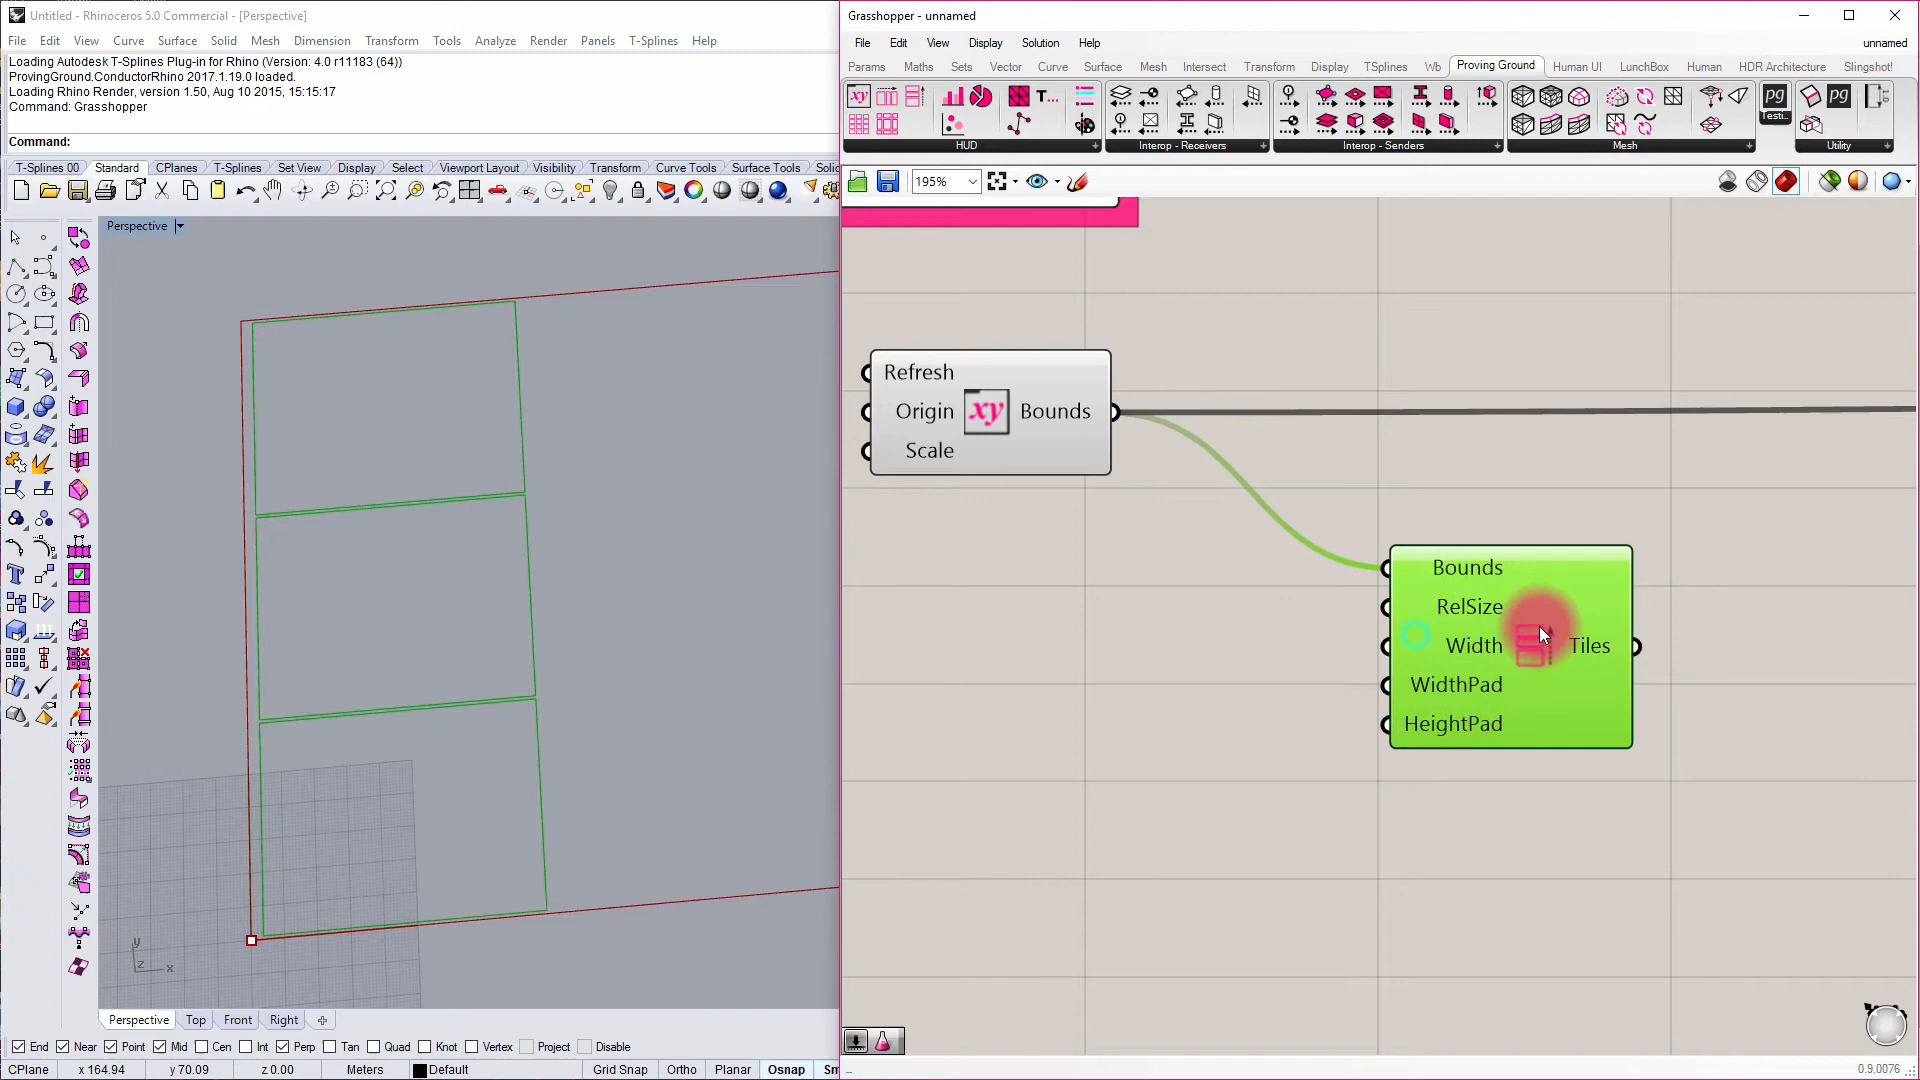 Untitled - Rhinoceros 5.0 Commercial - [Perspective]
File Edit View Curve Surface Solid Mesh Dimension Transform Tools Analyze Render Panels T-Splines Help
Loading Autodesk T-Splines Plug-in for Rhino (Version: 4.0 r11183 (64))
ProvingGround.ConductorRhino 2017.1.19.0 loaded.
Loading Rhino Render, version 1.50, Aug 10 2015, 15:15:17
Command: Grasshopper
Command:
T-Splines 00 Standard CPlanes T-Splines Set View Display Select Viewport Layout Visibility Transform Curve Tools Surface Tools Solid
Perspective
y
z x
Perspective Top Front Right
End Near Point Mid Cen Int Perp Tan Quad Knot Vertex Project Disable
CPlane x 164.94 y 70.09 z 0.00 Meters Default Grid Snap Ortho Planar Osnap Sm
Grasshopper - unnamed
File Edit View Display Solution Help unnamed
Params Maths Sets Vector Curve Surface Mesh Intersect Transform Display TSplines Wb Proving Ground Human UI LunchBox Human HDR Architecture Slingshot!
xy T... pg Testi... pg
HUD Interop - Receivers Interop - Senders Mesh Utility
195%
Refresh
Origin xy Bounds
Scale
Bounds
RelSize
Width Tiles
WidthPad
HeightPad
0.9.0076